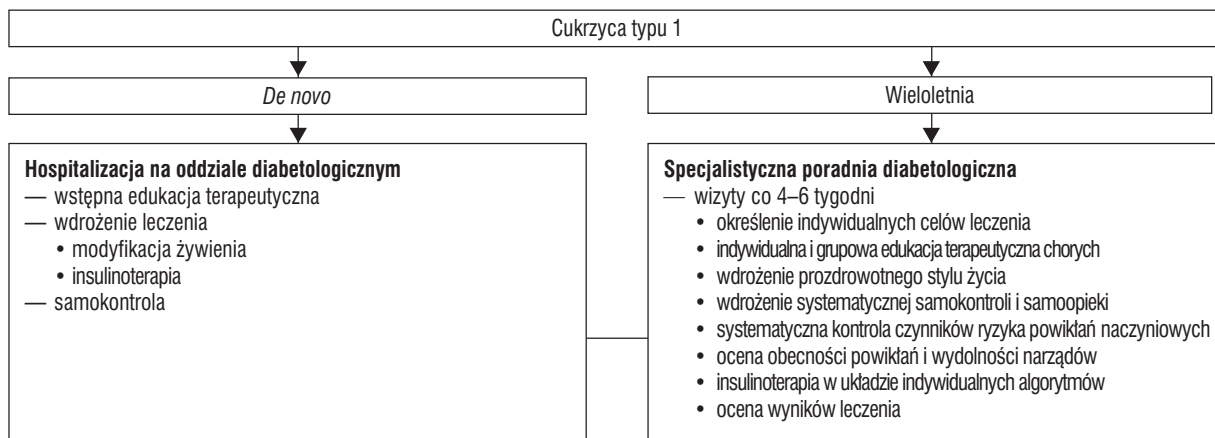 Cukrzyca typu 1
De novo
Wieloletnia
Hospitalizacja na oddziale diabetologicznym
— wstępna edukacja terapeutyczna
— wdrożenie leczenia
• modyfikacja żywienia
• insulinoterapia
— samokontrola
Specjalistyczna poradnia diabetologiczna
— wizyty co 4–6 tygodni
• określenie indywidualnych celów leczenia
• indywidualna i grupowa edukacja terapeutyczna chorych
• wdrożenie prozdrowotnego stylu życia
• wdrożenie systematycznej samokontroli i samoopieki
• systematyczna kontrola czynników ryzyka powikłań naczyniowych
• ocena obecności powikłań i wydolności narządów
• insulinoterapia w układzie indywidualnych algorytmów
• ocena wyników leczenia